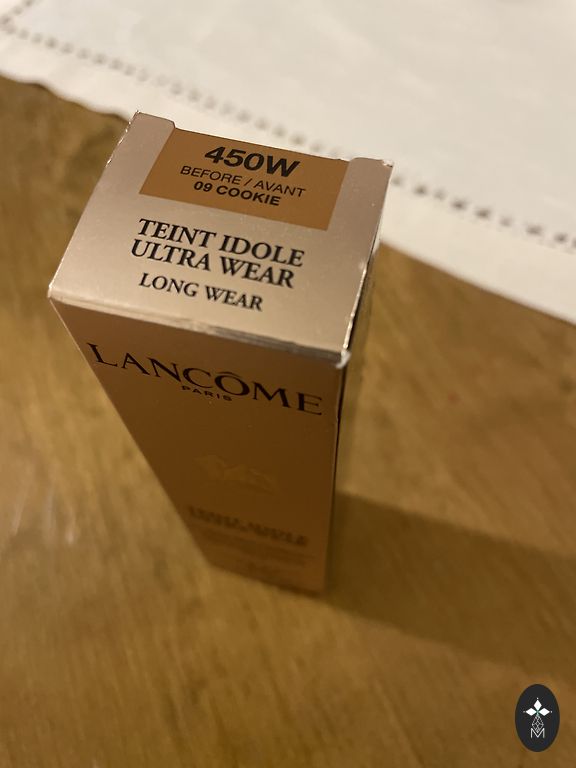 450W
BEFORE / AVANT
09 COOKIE
TEINT IDOLE
ULTRA WEAR
LONG WEAR
LANCÔME
PARIS